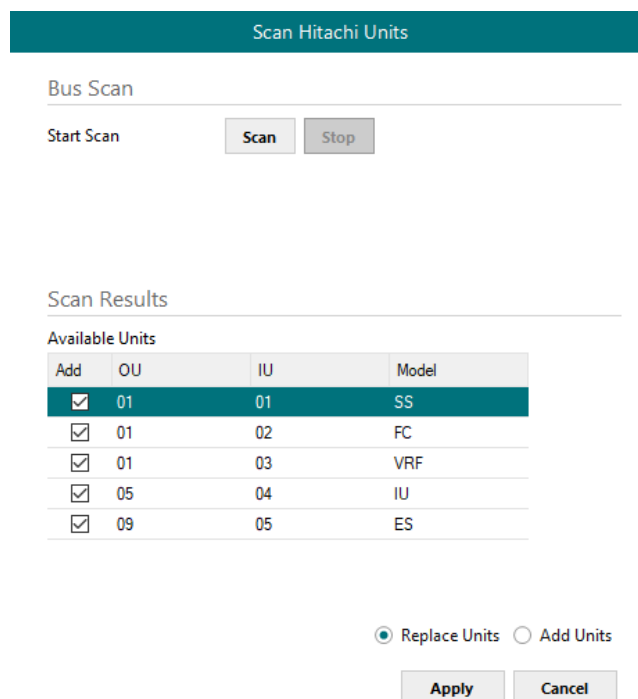 Scan Hitachi Units
Bus Scan
Start Scan Scan Stop
Scan Results
Available Units
Add OU IU Model
01 01 SS
01 02 FC
01 03 VRF
05 04 IU
09 05 ES
Replace Units Add Units
Apply Cancel